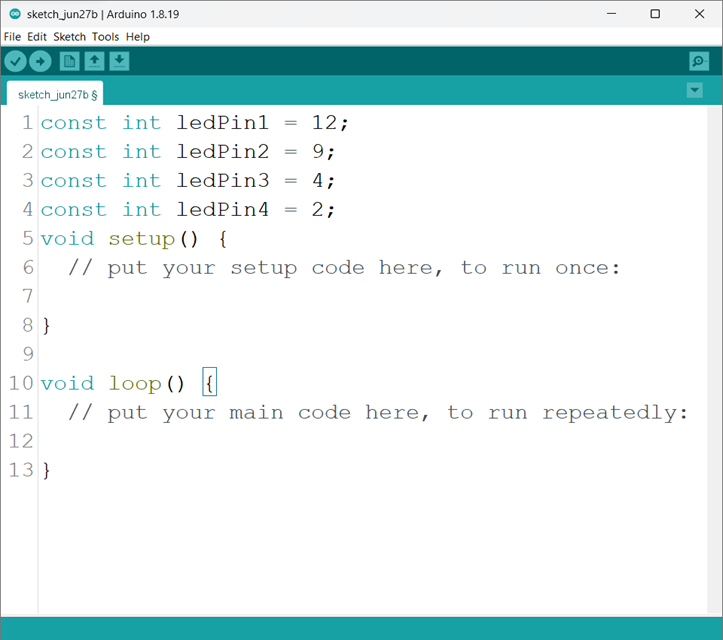 sketch_jun27b | Arduino 1.8.19
File Edit Sketch Tools Help
sketch_jun27b §
1 const int ledPin1 = 12;
2 const int ledPin2 = 9;
3 const int ledPin3 = 4;
4 const int ledPin4 = 2;
5 void setup() {
6   // put your setup code here, to run once:
7
8 }
9
10 void loop() {
11   // put your main code here, to run repeatedly:
12
13 }